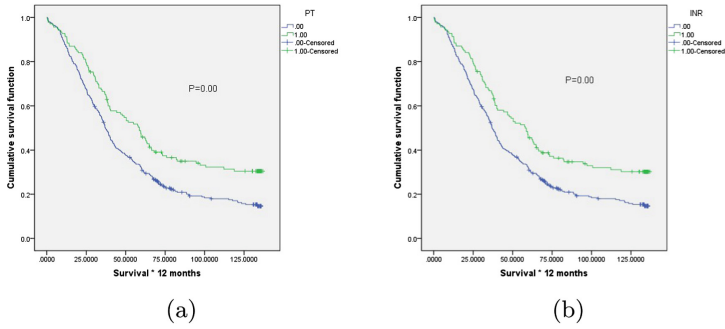 PT
.00
1.00
.00-Censored
1.00-Censored
P=0.00
Cumulative survival function
1.0
0.8
0.6
0.4
0.2
0.0
.0000 25.0000 50.0000 75.0000 100.0000 125.0000
Survival * 12 months
(a)
INR
.00
1.00
.00-Censored
1.00-Censored
P=0.00
Cumulative survival function
1.0
0.8
0.6
0.4
0.2
0.0
.0000 25.0000 50.0000 75.0000 100.0000 125.0000
Survival * 12 months
(b)